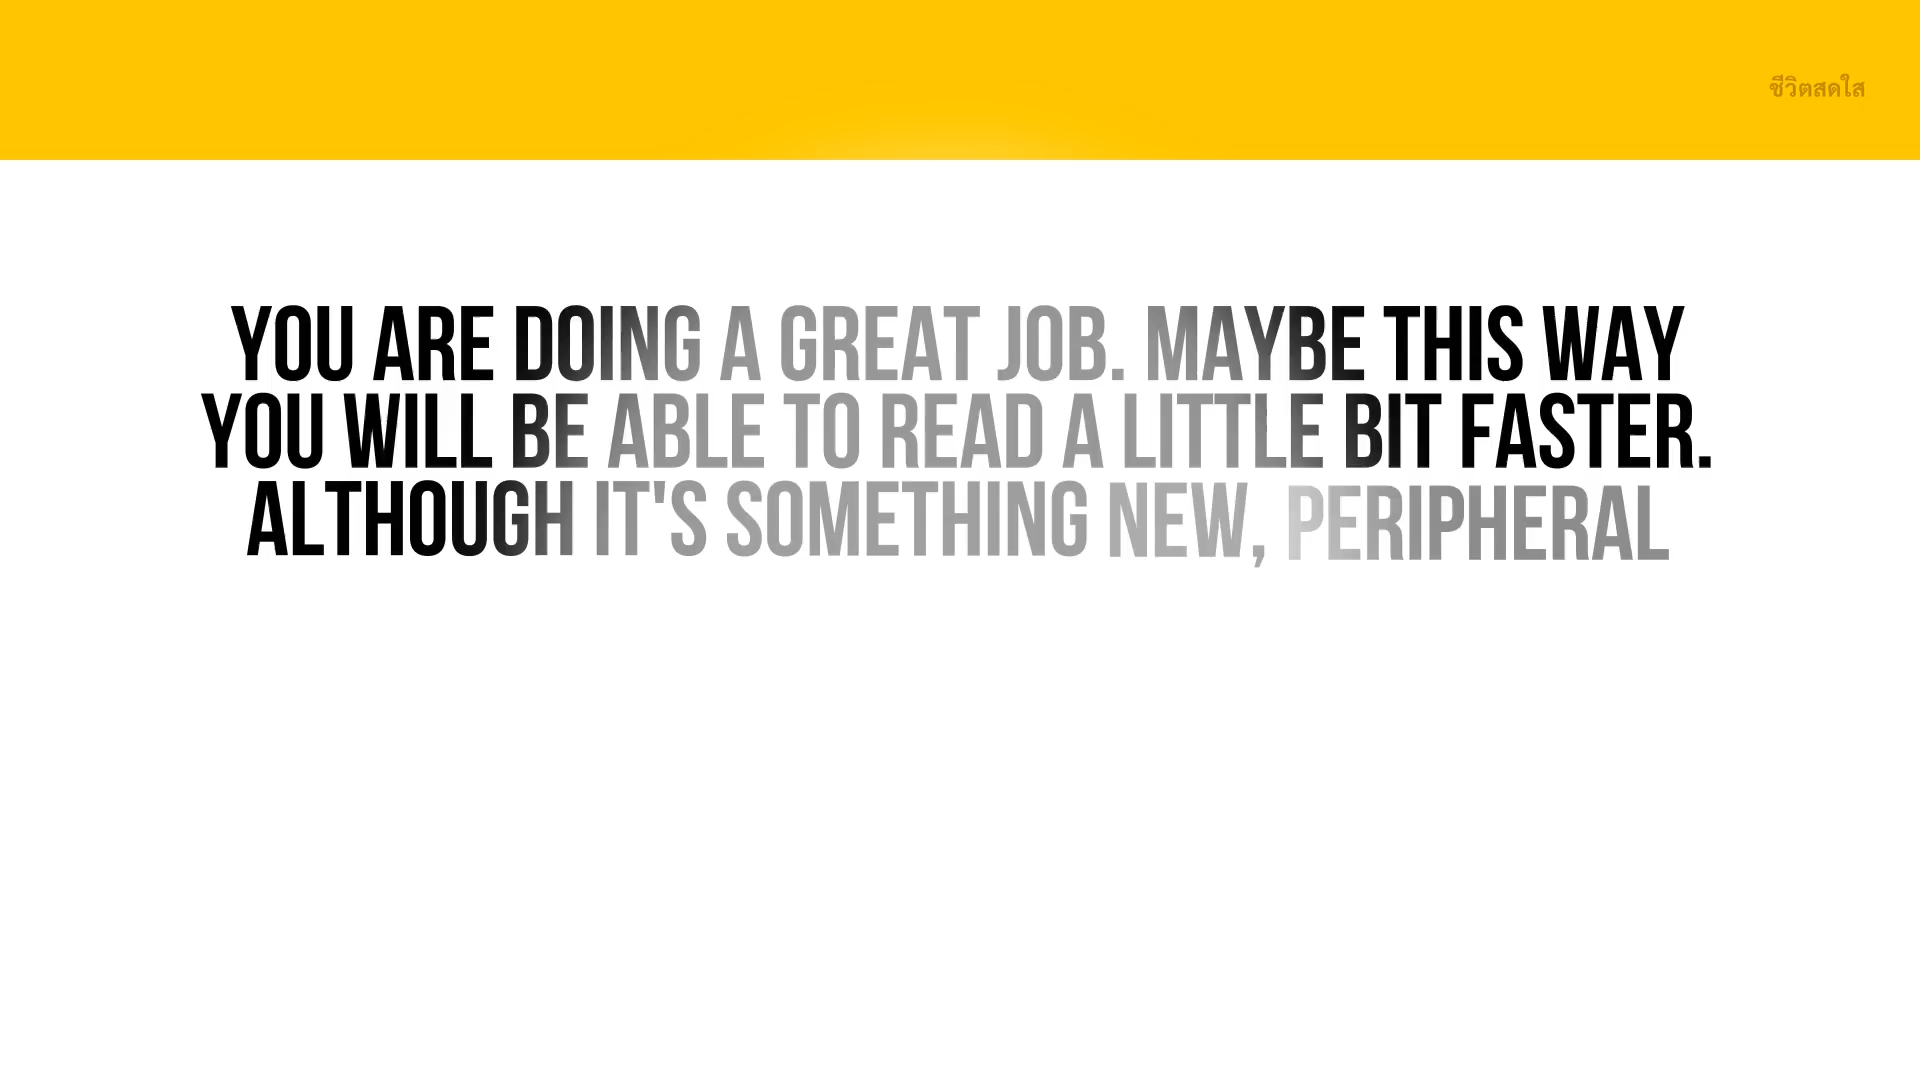 ชีวิตสดใส
YOU ARE DOING A GREAT JOB. MAYBE THIS WAY
YOU WILL BE ABLE TO READ A LITTLE BIT FASTER.
ALTHOUGH IT'S SOMETHING NEW, PERIPHERAL